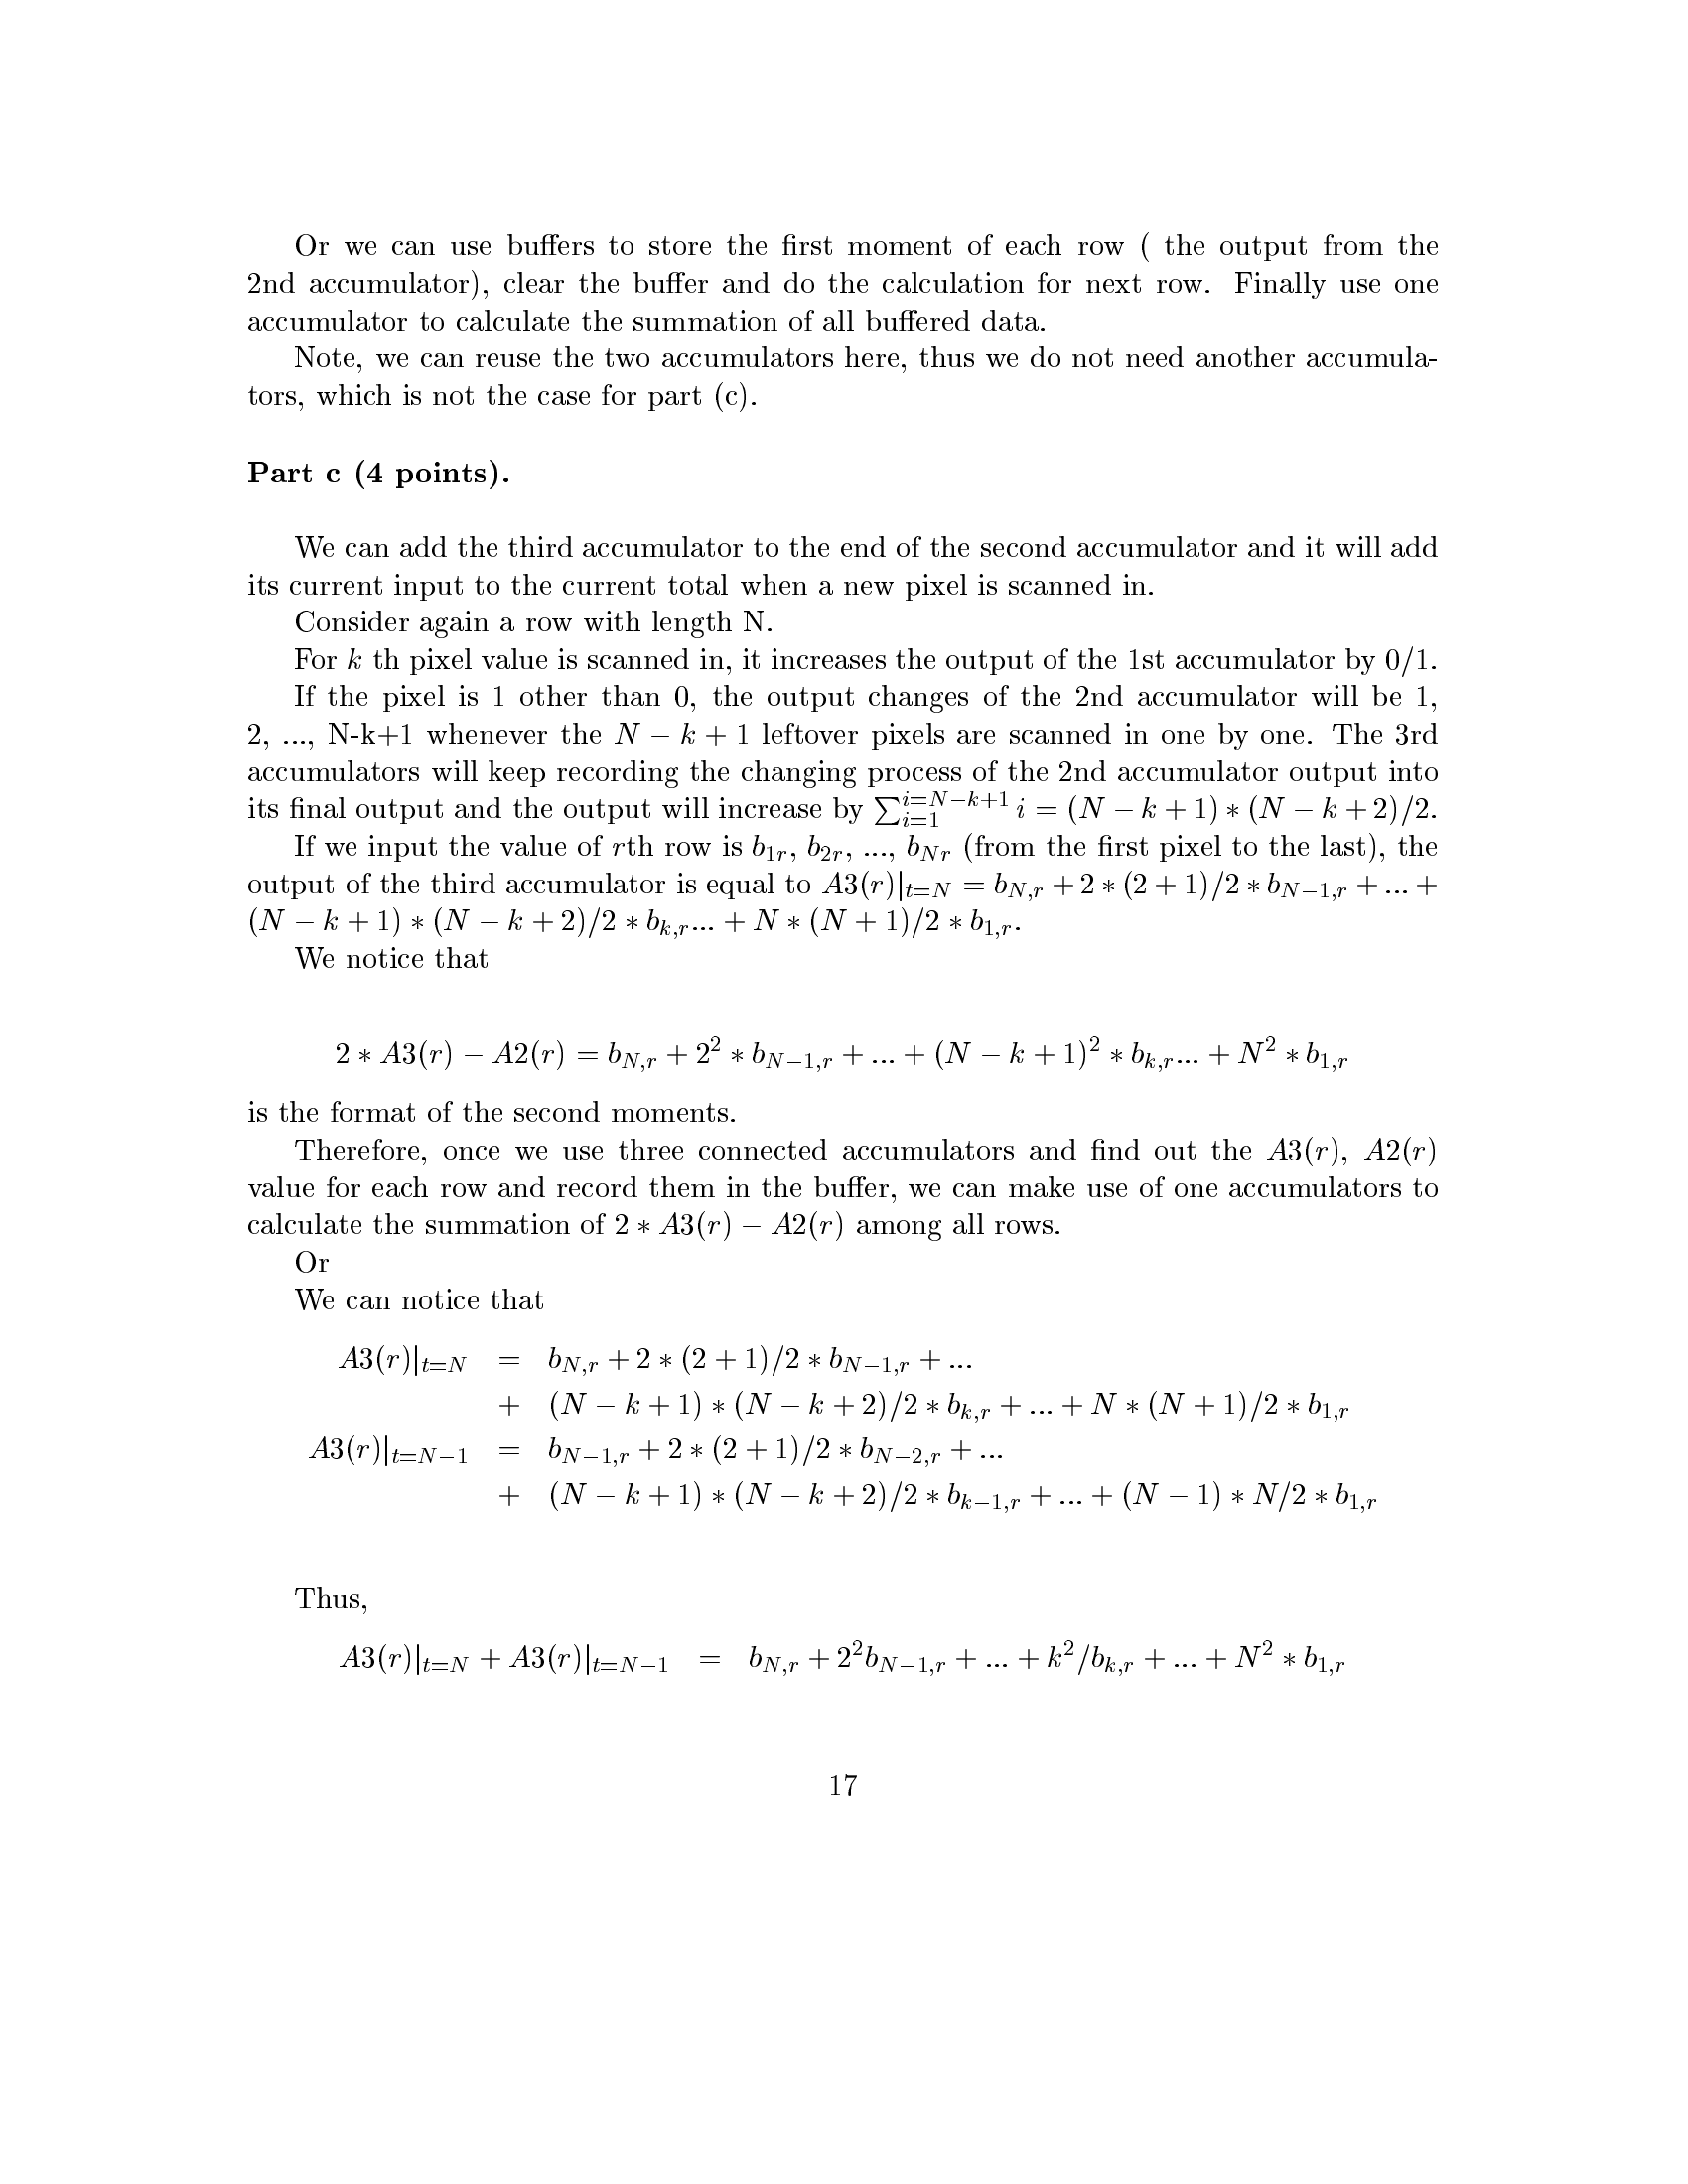 Or we can use buffers to store the first moment of each row ( the output from the
2nd accumulator), clear the buffer and do the calculation for next row. Finally use one
accumulator to calculate the summation of all buffered data.
Note, we can reuse the two accumulators here, thus we do not need another accumula-
tors, which is not the case for part (c).
Part c (4 points).
We can add the third accumulator to the end of the second accumulator and it will add
its current input to the current total when a new pixel is scanned in.
Consider again a row with length N.
For $k$ th pixel value is scanned in, it increases the output of the 1st accumulator by 0/1.
If the pixel is 1 other than 0, the output changes of the 2nd accumulator will be 1,
2, ..., N-k+1 whenever the $N - k + 1$ leftover pixels are scanned in one by one. The 3rd
accumulators will keep recording the changing process of the 2nd accumulator output into
its final output and the output will increase by $\sum_{i=1}^{i=N-k+1} i = (N - k + 1) * (N - k + 2)/2$.
If we input the value of $r$th row is $b_{1r}$, $b_{2r}$, ..., $b_{Nr}$ (from the first pixel to the last), the
output of the third accumulator is equal to $A3(r)|_{t=N} = b_{N,r} + 2 * (2 + 1)/2 * b_{N-1,r} + ... +$
$(N - k + 1) * (N - k + 2)/2 * b_{k,r}... + N * (N + 1)/2 * b_{1,r}$.
We notice that
$2 * A3(r) - A2(r) = b_{N,r} + 2^2 * b_{N-1,r} + ... + (N - k + 1)^2 * b_{k,r}... + N^2 * b_{1,r}$
is the format of the second moments.
Therefore, once we use three connected accumulators and find out the $A3(r)$, $A2(r)$
value for each row and record them in the buffer, we can make use of one accumulators to
calculate the summation of $2 * A3(r) - A2(r)$ among all rows.
Or
We can notice that
$A3(r)|_{t=N} = b_{N,r} + 2 * (2 + 1)/2 * b_{N-1,r} + ...$
$+ (N - k + 1) * (N - k + 2)/2 * b_{k,r} + ... + N * (N + 1)/2 * b_{1,r}$
$A3(r)|_{t=N-1} = b_{N-1,r} + 2 * (2 + 1)/2 * b_{N-2,r} + ...$
$+ (N - k + 1) * (N - k + 2)/2 * b_{k-1,r} + ... + (N - 1) * N/2 * b_{1,r}$
Thus,
$A3(r)|_{t=N} + A3(r)|_{t=N-1} = b_{N,r} + 2^2 b_{N-1,r} + ... + k^2/b_{k,r} + ... + N^2 * b_{1,r}$
17